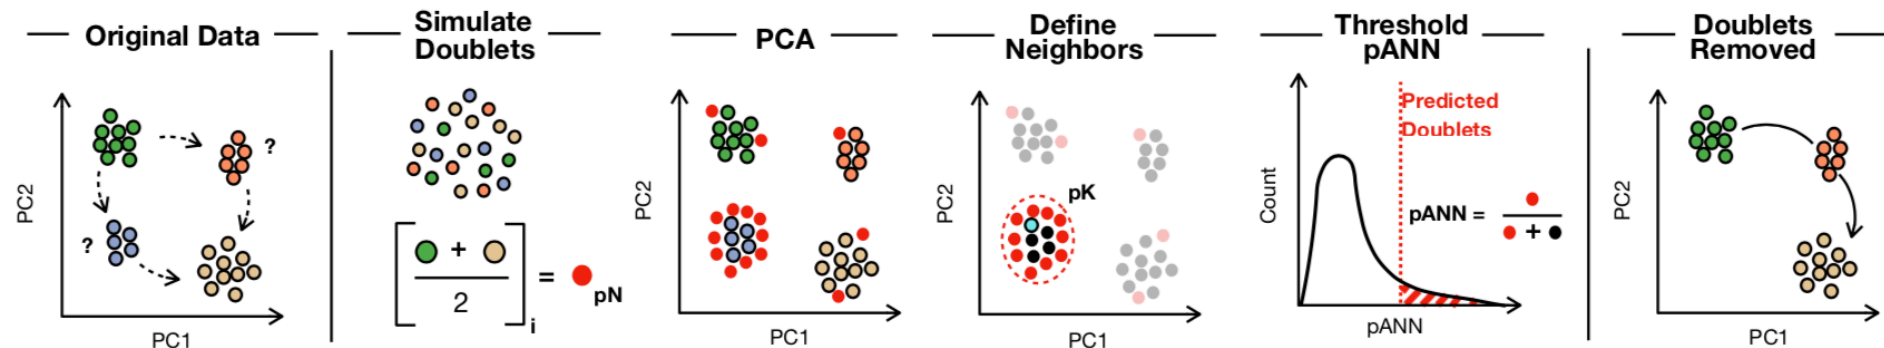 Original Data
PC2
?
?
PC1
Simulate
Doublets
+
2
i
=
pN
PCA
PC2
PC1
Define
Neighbors
PC2
pK
PC1
Threshold
pANN
Count
Predicted
Doublets
pANN =
+
pANN
Doublets
Removed
PC2
PC1